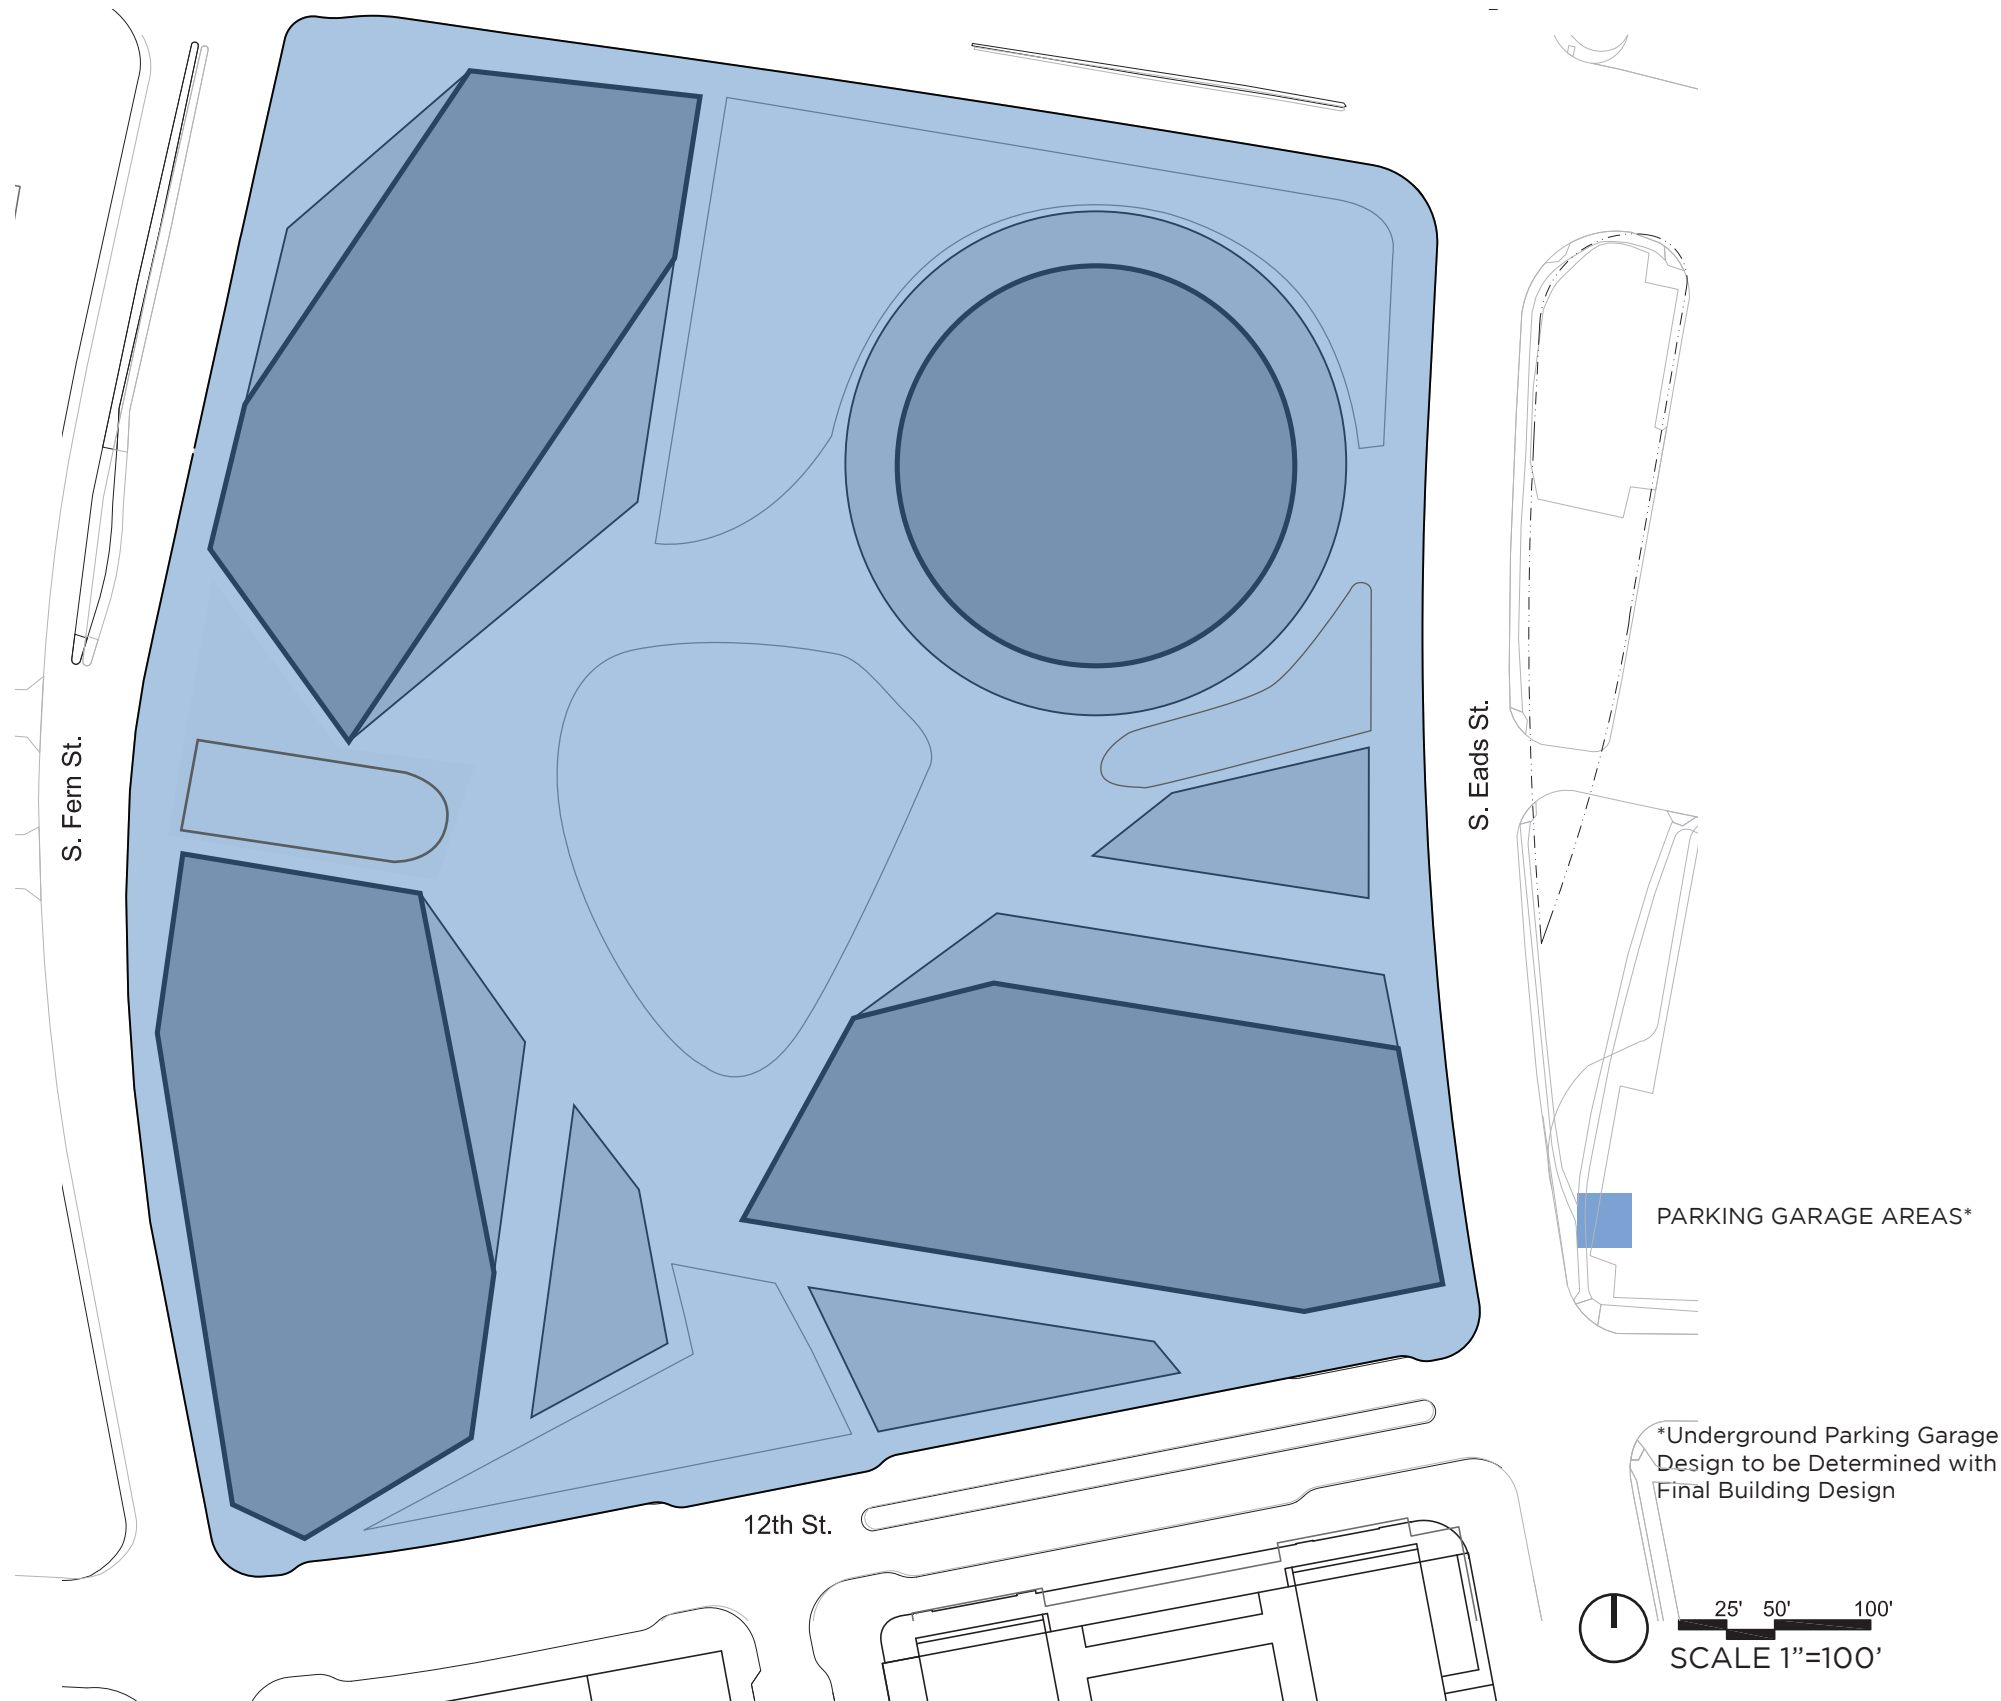 S. Fern St.
S. Eads St.
PARKING GARAGE AREAS*
*Underground Parking Garage
Design to be Determined with
Final Building Design
12th St.
25' 50' 100'
SCALE 1”=100’